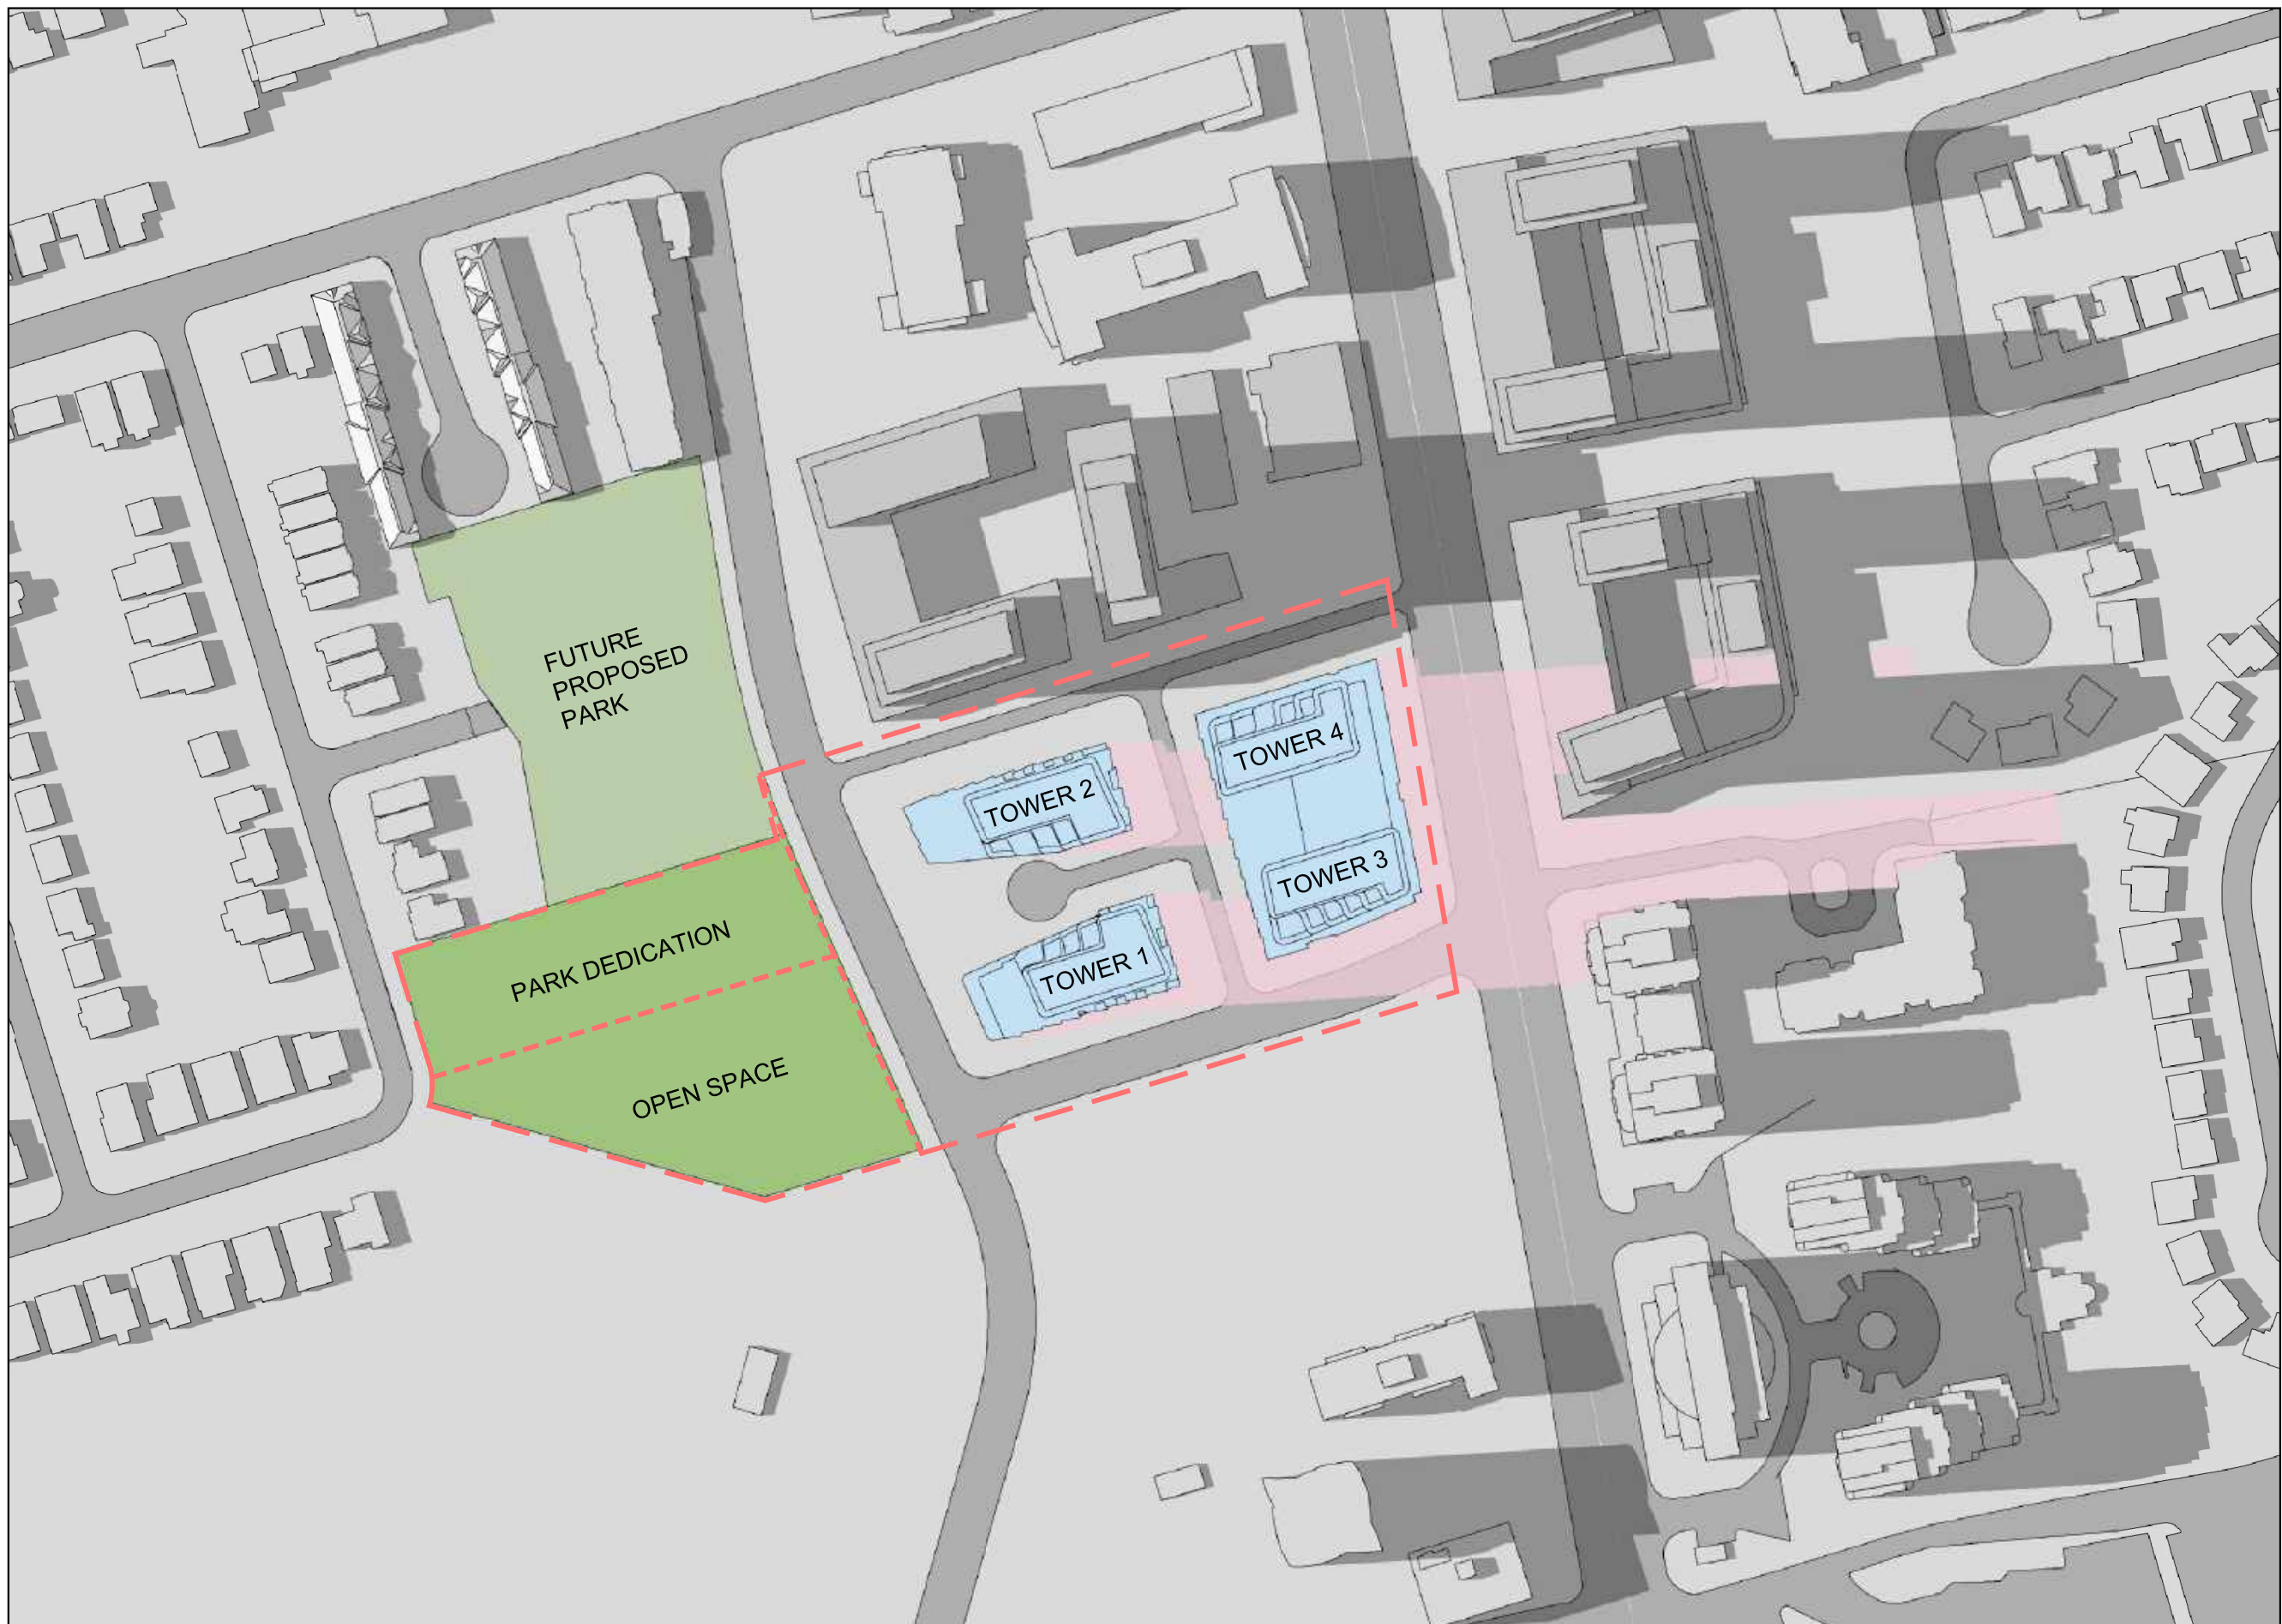 FUTURE
PROPOSED
PARK
TOWER 4
TOWER 2
TOWER 3
PARK DEDICATION
TOWER 1
OPEN SPACE